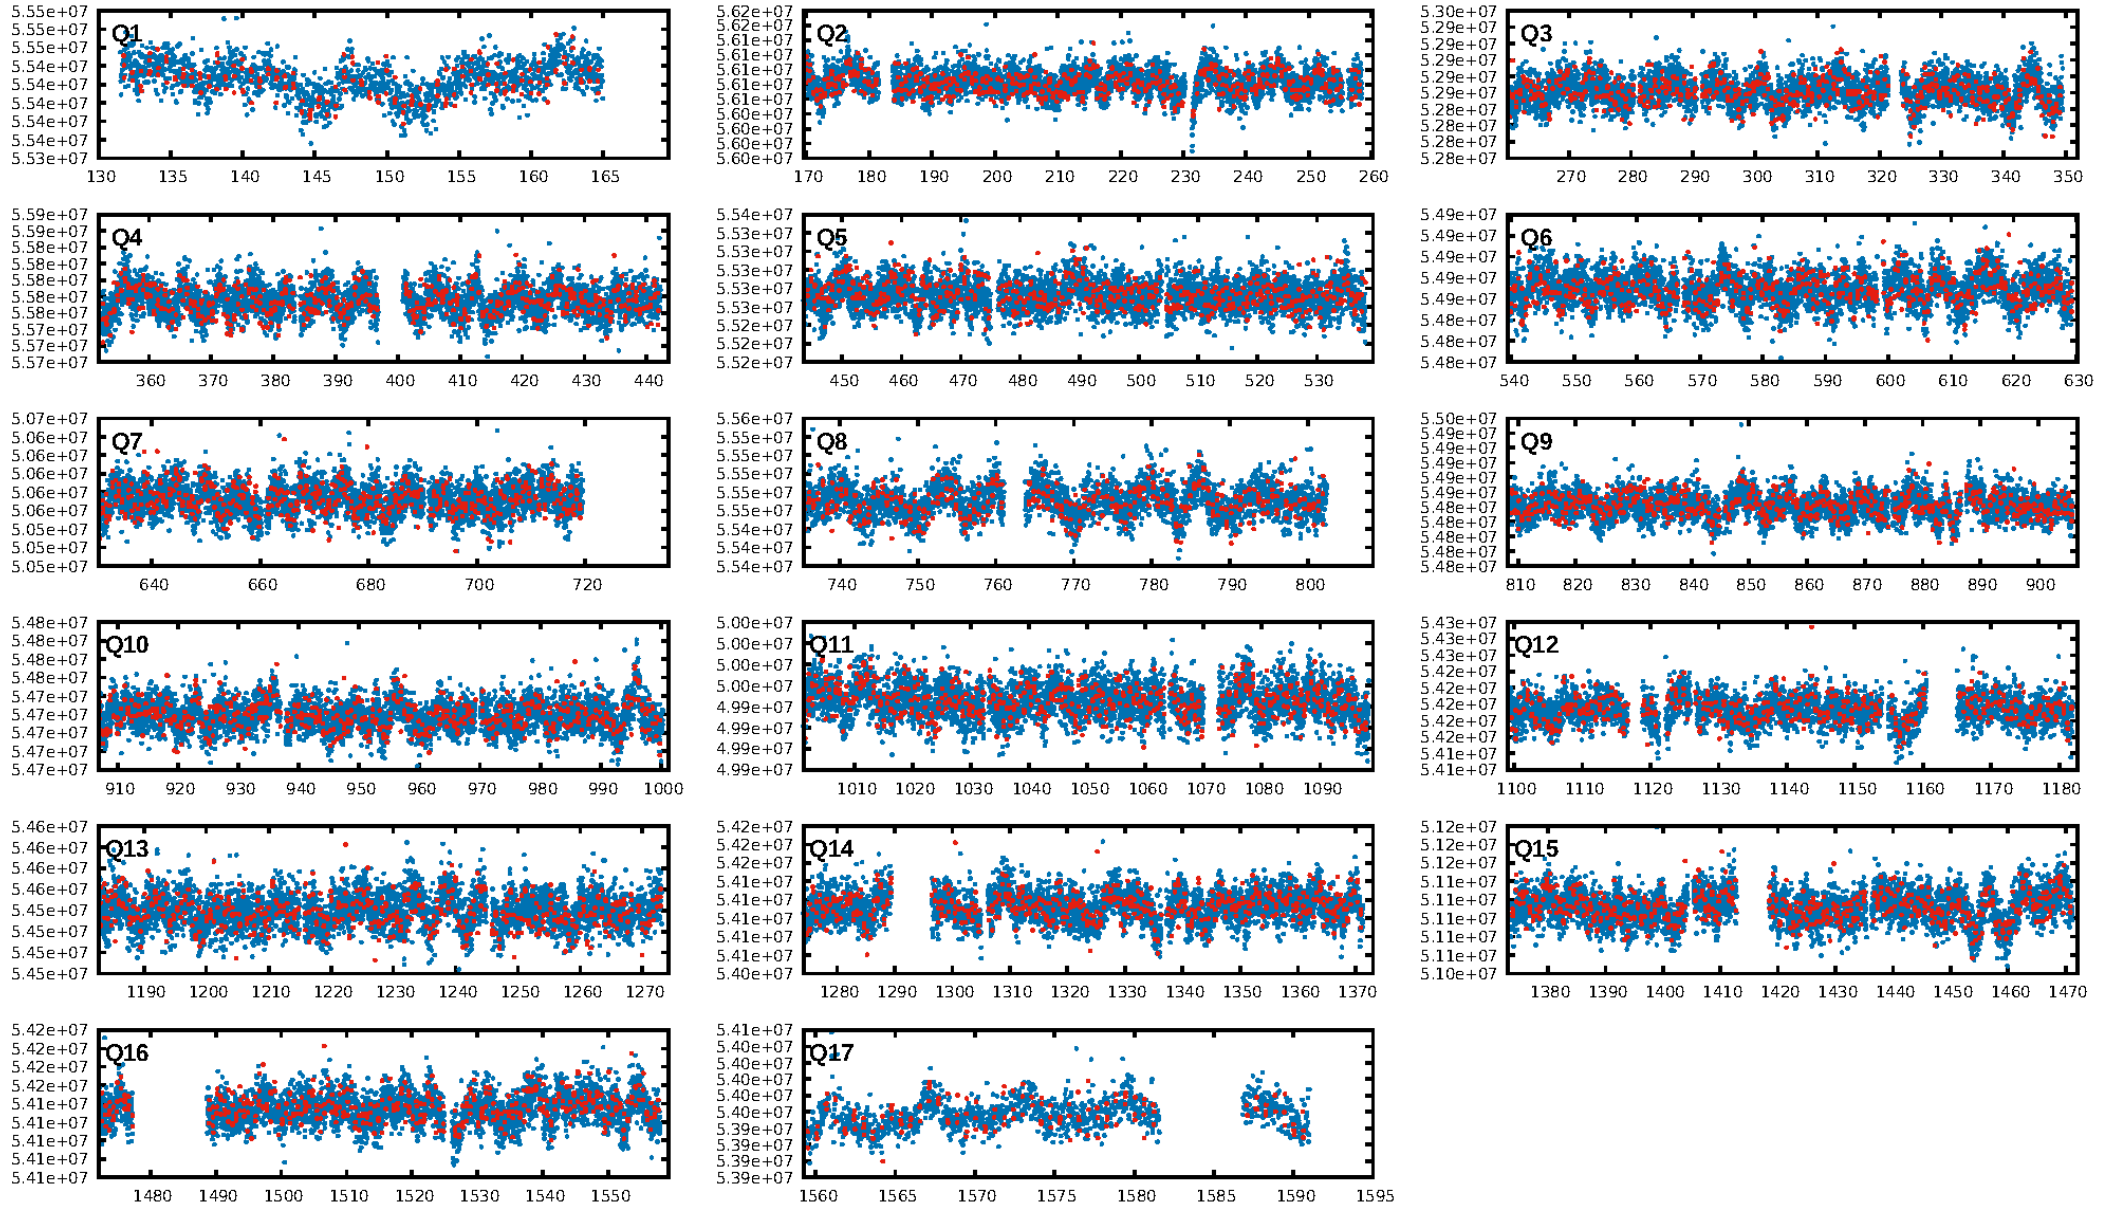 5.55e+07 5.55e+07 5.55e+07 5.54e+07 5.54e+07 5.54e+07 5.54e+07 5.54e+07 5.53e+07
Q1
130 135 140 145 150 155 160 165
5.62e+07 5.62e+07 5.61e+07 5.61e+07 5.61e+07 5.61e+07 5.61e+07 5.60e+07 5.60e+07 5.60e+07
Q2
170 180 190 200 210 220 230 240 250 260
5.30e+07 5.29e+07 5.29e+07 5.29e+07 5.29e+07 5.29e+07 5.28e+07 5.28e+07 5.28e+07 5.28e+07
Q3
270 280 290 300 310 320 330 340 350
5.59e+07 5.59e+07 5.58e+07 5.58e+07 5.58e+07 5.58e+07 5.58e+07 5.57e+07 5.57e+07 5.57e+07
Q4
360 370 380 390 400 410 420 430 440
5.34e+07 5.33e+07 5.33e+07 5.33e+07 5.33e+07 5.33e+07 5.52e+07 5.52e+07 5.52e+07
Q5
450 460 470 480 490 500 510 520 530
5.49e+07 5.49e+07 5.49e+07 5.49e+07 5.49e+07 5.48e+07 5.48e+07 5.48e+07
Q6
540 550 560 570 580 590 600 610 620 630
5.07e+07 5.06e+07 5.06e+07 5.06e+07 5.06e+07 5.06e+07 5.05e+07 5.05e+07 5.05e+07
Q7
640 660 680 700 720
5.56e+07 5.55e+07 5.55e+07 5.55e+07 5.55e+07 5.55e+07 5.54e+07 5.54e+07 5.54e+07
Q8
740 750 760 770 780 790 800
5.50e+07 5.49e+07 5.49e+07 5.49e+07 5.49e+07 5.49e+07 5.48e+07 5.48e+07 5.48e+07 5.48e+07
Q9
810 820 830 840 850 860 870 880 890 900
5.48e+07 5.48e+07 5.48e+07 5.48e+07 5.47e+07 5.47e+07 5.47e+07 5.47e+07 5.47e+07
Q10
910 920 930 940 950 960 970 980 990 1000
5.00e+07 5.00e+07 5.00e+07 5.00e+07 4.99e+07 4.99e+07 4.99e+07 4.99e+07
Q11
1010 1020 1030 1040 1050 1060 1070 1080 1090
5.43e+07 5.43e+07 5.43e+07 5.42e+07 5.42e+07 5.42e+07 5.42e+07 5.42e+07 5.41e+07 5.41e+07
Q12
1100 1110 1120 1130 1140 1150 1160 1170 1180
5.46e+07 5.46e+07 5.46e+07 5.46e+07 5.45e+07 5.45e+07 5.45e+07 5.45e+07
Q13
1190 1200 1210 1220 1230 1240 1250 1260 1270
5.42e+07 5.42e+07 5.42e+07 5.41e+07 5.41e+07 5.41e+07 5.41e+07 5.41e+07 5.40e+07
Q14
1280 1290 1300 1310 1320 1330 1340 1350 1360 1370
5.12e+07 5.12e+07 5.12e+07 5.11e+07 5.11e+07 5.11e+07 5.11e+07 5.11e+07 5.10e+07
Q15
1380 1390 1400 1410 1420 1430 1440 1450 1460 1470
5.42e+07 5.42e+07 5.42e+07 5.42e+07 5.41e+07 5.41e+07 5.41e+07 5.41e+07 5.41e+07
Q16
1480 1490 1500 1510 1520 1530 1540 1550
5.41e+07 5.40e+07 5.40e+07 5.40e+07 5.40e+07 5.40e+07 5.39e+07 5.39e+07 5.39e+07 5.39e+07
Q17
1560 1565 1570 1575 1580 1585 1590 1595